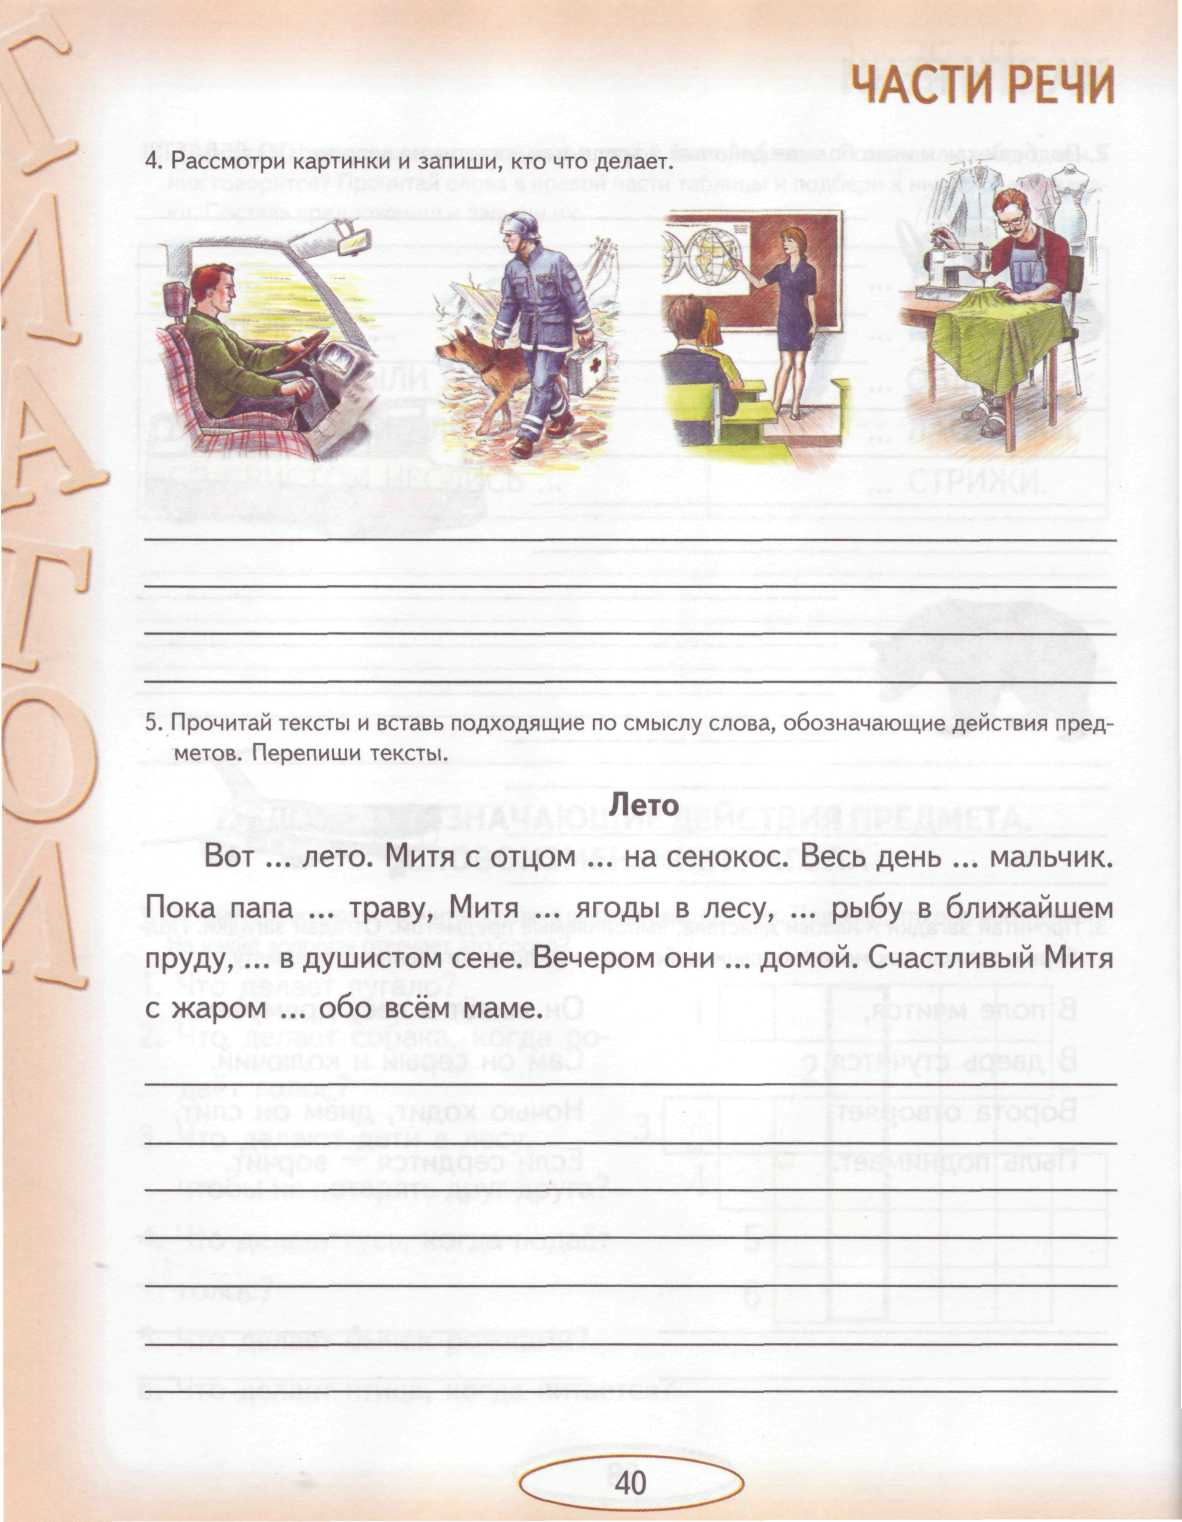 ГЛАГОЛ
ЧАСТИ РЕЧИ
4. Рассмотри картинки и запиши, кто что делает.
5. Прочитай тексты и вставь подходящие по смыслу слова, обозначающие действия пред-
метов. Перепиши тексты.
Лето
Вот ... лето. Митя с отцом ... на сенокос. Весь день ... мальчик.
Пока папа ... траву, Митя ... ягоды в лесу, ... рыбу в ближайшем
пруду, ... в душистом сене. Вечером они ... домой. Счастливый Митя
с жаром ... обо всём маме.
40